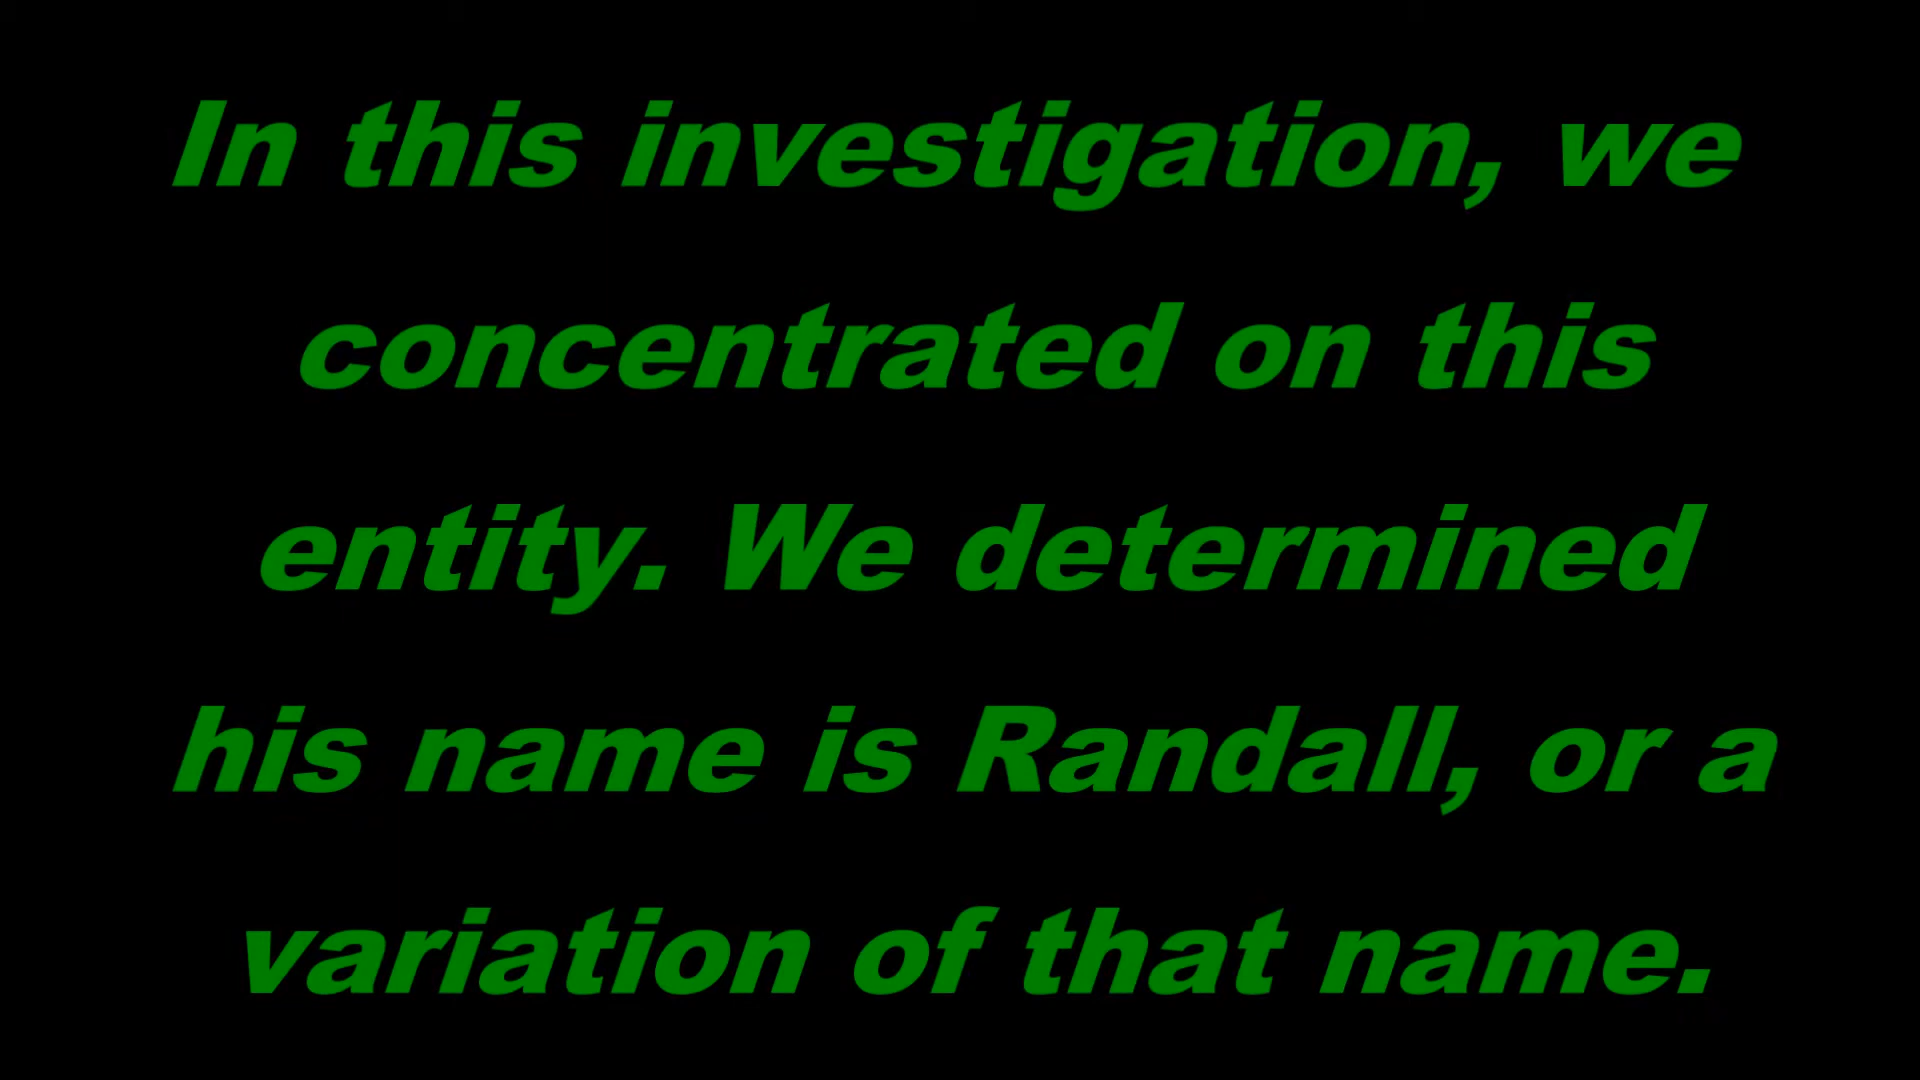 In this investigation, we
concentrated on this
entity. We determined
his name is Randall, or a
variation of that name.